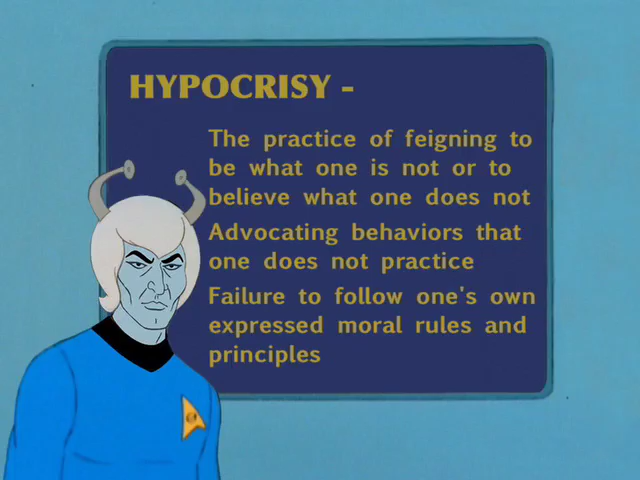 HYPOCRISY -
The practice of feigning to
be what one is not or to
believe what one does not
Advocating behaviors that
one does not practice
Failure to follow one's own
expressed moral rules and
principles